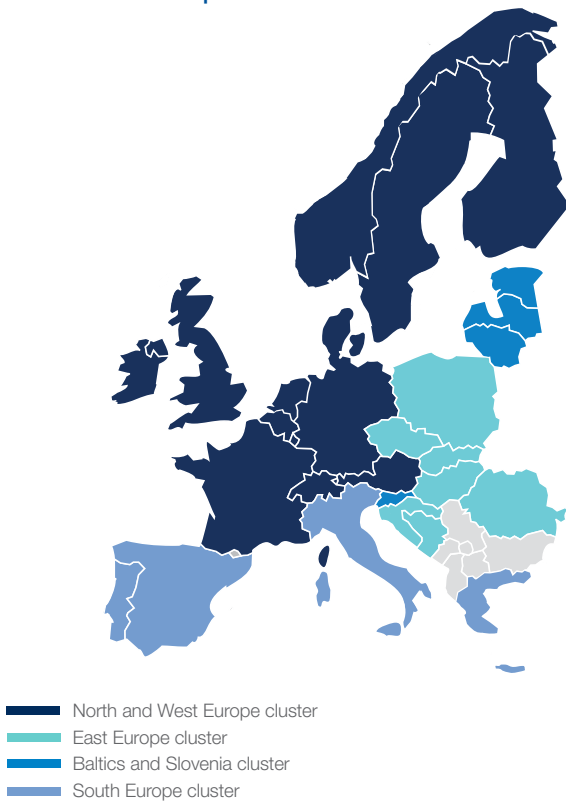 North and West Europe cluster
East Europe cluster
Baltics and Slovenia cluster
South Europe cluster